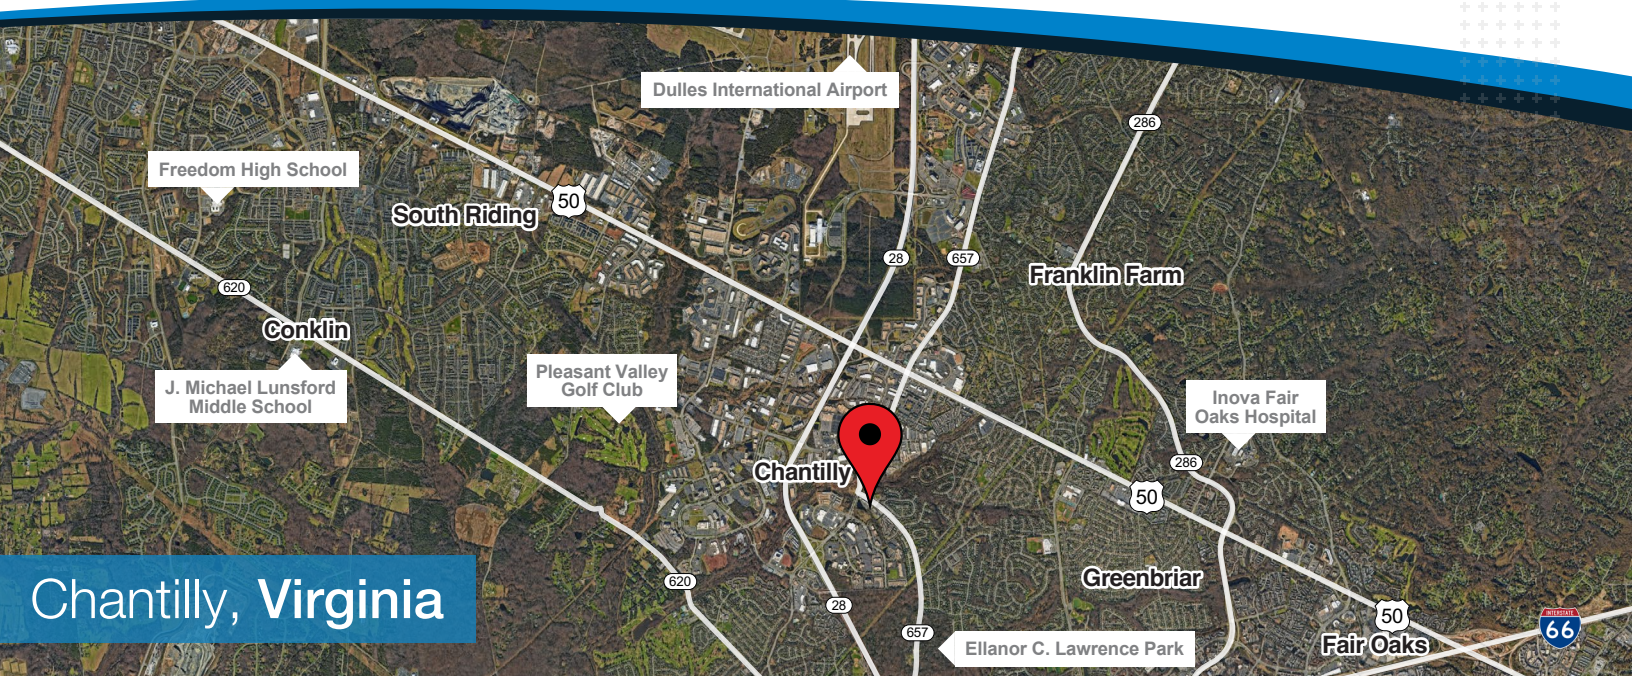 Dulles International Airport
286
Freedom High School
50
South Riding
28
657
Franklin Farm
620
Conklin
Pleasant Valley
Golf Club
J. Michael Lunsford
Middle School
Inova Fair
Oaks Hospital
Chantilly
286
50
Greenbriar
620
Chantilly, Virginia
28
657
50
INTERSTATE
66
Ellanor C. Lawrence Park
Fair Oaks